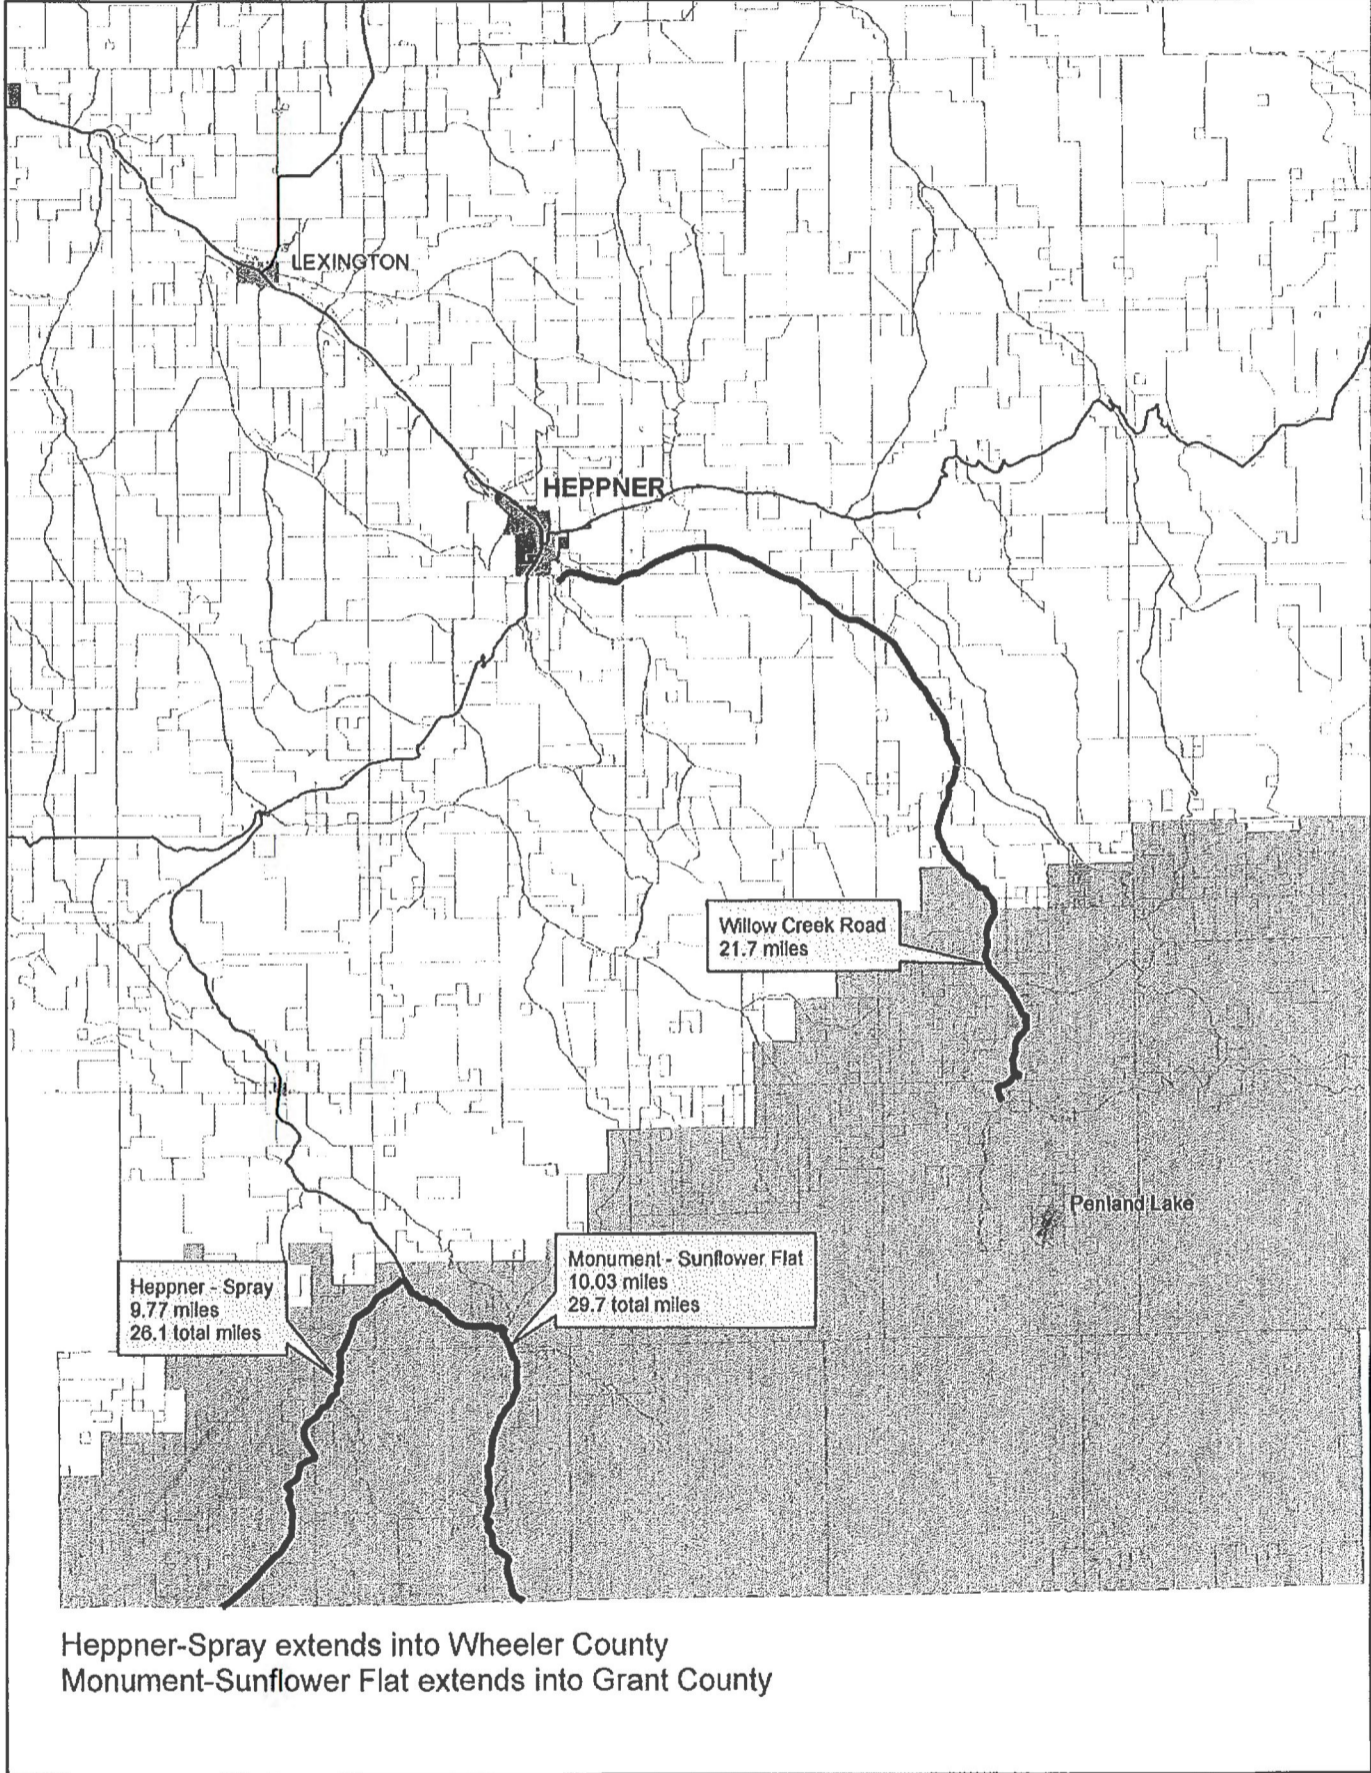 LEXINGTON
HEPPNER
Willow Creek Road
21.7 miles
Penland Lake
Monument - Sunflower Flat
10.03 miles
29.7 total miles
Heppner - Spray
9.77 miles
26.1 total miles
Heppner-Spray extends into Wheeler County
Monument-Sunflower Flat extends into Grant County